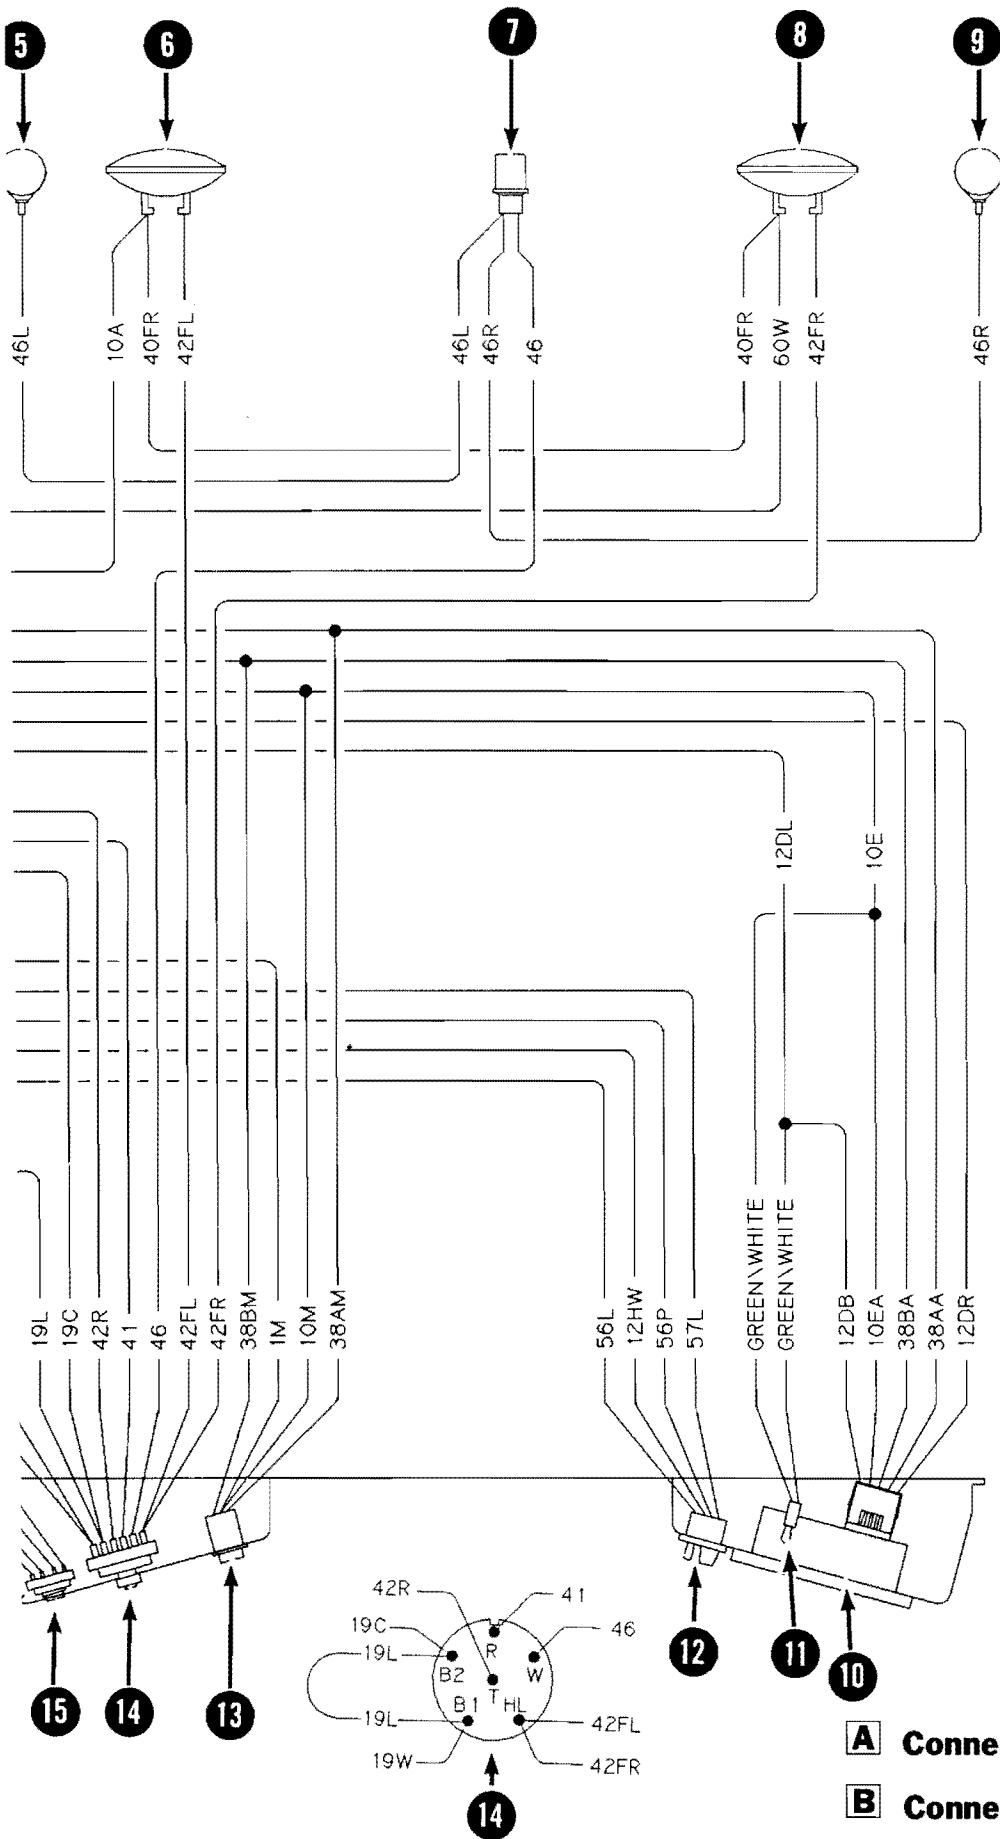 5 6 7 8 9
46L 10A 40FR 42FL 46L 46R 46 40FR 60W 42FR 46R
12DL 10E
19L 19C 42R 41 46 42FL 42FR 38BM 1M 10M 38AM 56L 12HW 56P 57L GREEN\WHITE GREEN\WHITE 12DB 10EA 38BA 38AA 12DR
42R 41
19C 46
19L R
B2 W
T
B1 HL
19L 42FL
19W 42FR
12 11 10
15 14 13
14
A Conne
B Conne